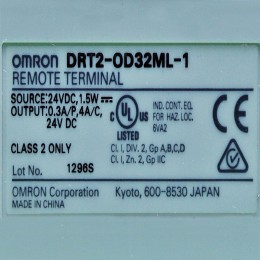 OMRON DRT2-OD32ML-1
REMOTE TERMINAL
SOURCE:24VDC,1.5W
OUTPUT:0.3A/P,4A/C,
24V DC
CLASS 2 ONLY
Lot No. 1296S
C UL US
LISTED
IND. CONT. EQ.
FOR HAZ. LOC.
6VA2
Cl. I, DIV. 2, Gp A,B,C,D
Cl. I, Zn. 2, Gp IIC
OMRON Corporation Kyoto, 600-8530 JAPAN
MADE IN CHINA